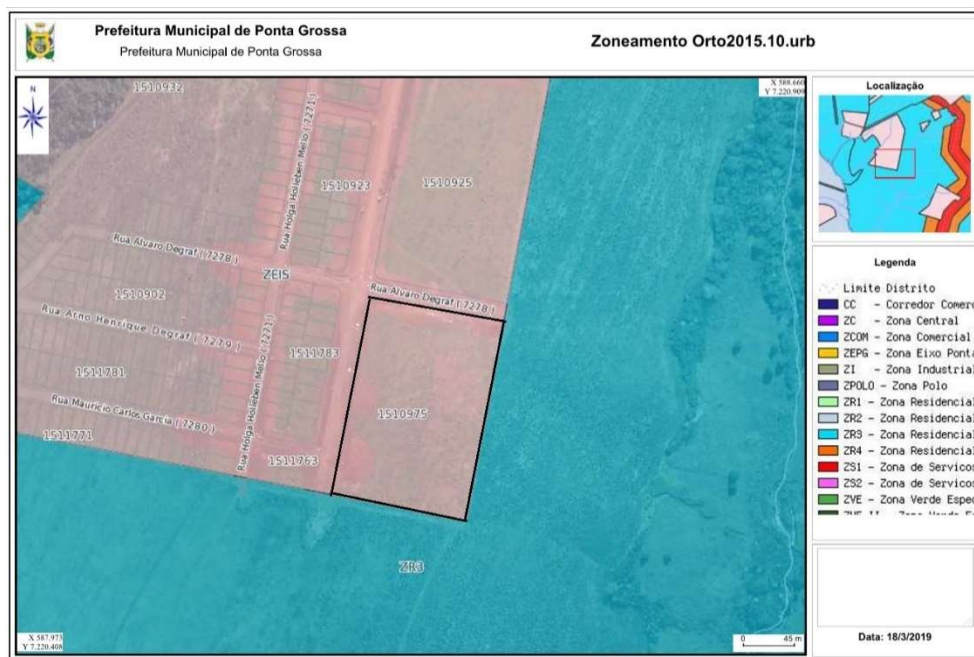 Prefeitura Municipal de Ponta Grossa
Prefeitura Municipal de Ponta Grossa
Zoneamento Orto2015.10.urb
N
X 588.660
Y 7.220.909
1510932
Rua Holga Holleben Mello ( 7271 )
1510923
1510925
Rua Alvaro Degraf ( 7278 )
ZEIS
Rua Alvaro Degraf ( 7278 )
1510902
Rua Arno Henrique Degraf ( 7279 )
Rua Holga Holleben Mello ( 7271 )
1511783
1511781
1510975
Rua Mauricio Carlos Garcia ( 7280 )
1511771
1511763
ZR3
X 587.973
Y 7.220.408
0 45 m
Localização
Legenda
Limite Distrito
CC - Corredor Comerc
ZC - Zona Central
ZCOM - Zona Comercial
ZEPG - Zona Eixo Ponta
ZI - Zona Industrial
ZPOLO - Zona Polo
ZR1 - Zona Residencial
ZR2 - Zona Residencial
ZR3 - Zona Residencial
ZR4 - Zona Residencial
ZS1 - Zona de Servicos
ZS2 - Zona de Servicos
ZVE - Zona Verde Espec
Data: 18/3/2019